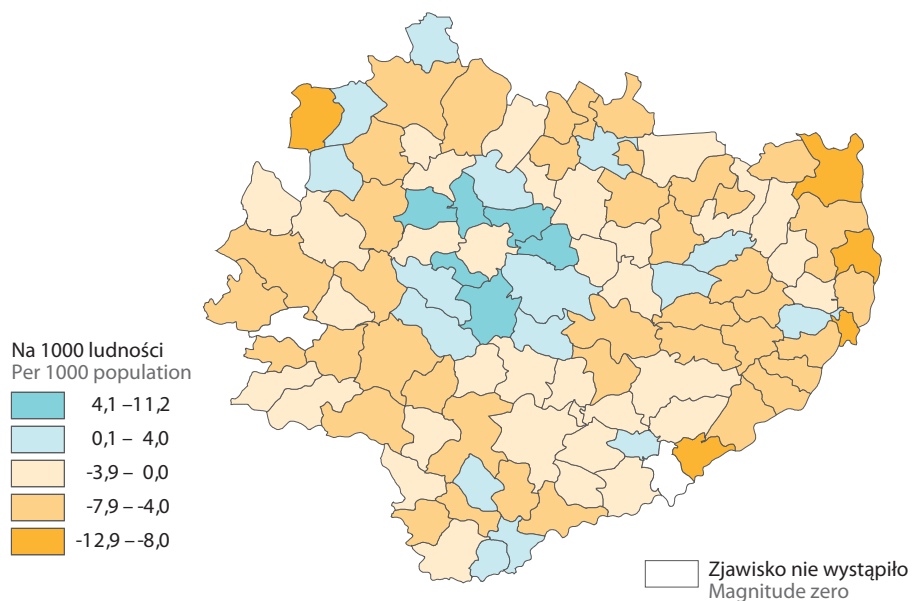 Na 1000 ludności
Per 1000 population
4,1 –11,2
0,1 – 4,0
-3,9 – 0,0
-7,9 – -4,0
-12,9 – -8,0
Zjawisko nie wystąpiło
Magnitude zero